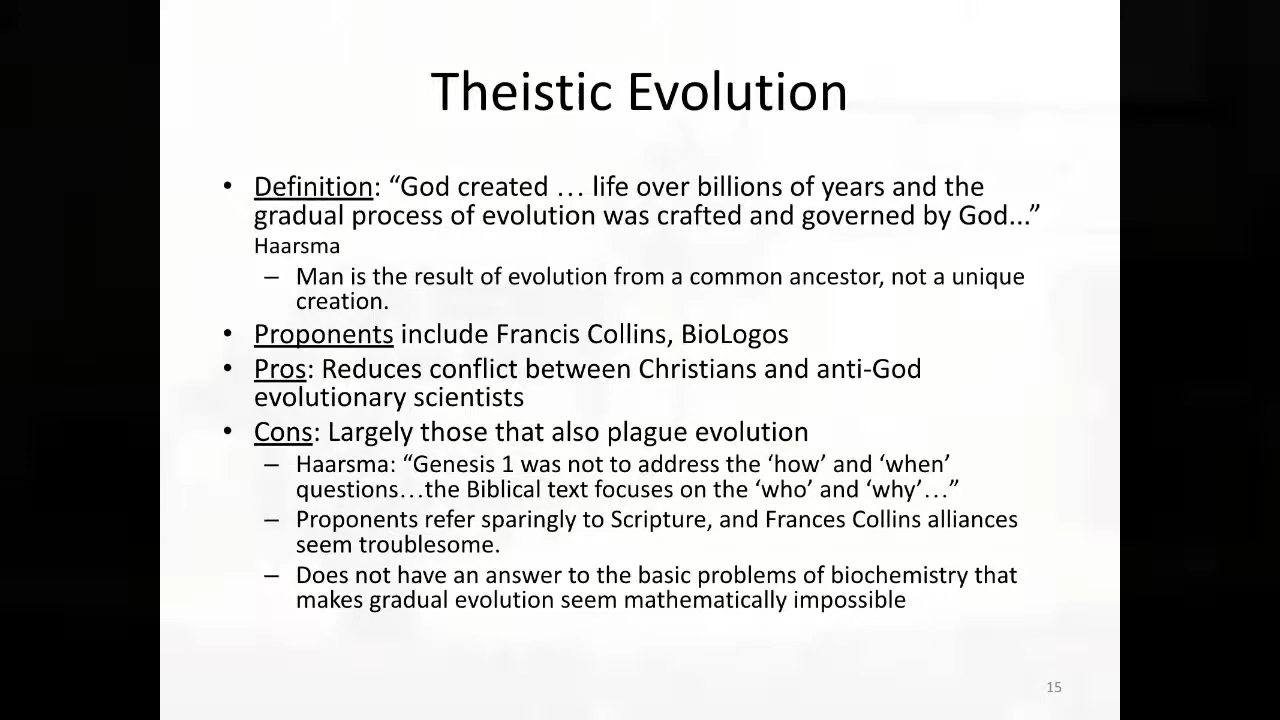 Theistic Evolution
• Definition: “God created … life over billions of years and the
gradual process of evolution was crafted and governed by God...”
Haarsma
– Man is the result of evolution from a common ancestor, not a unique
creation.
• Proponents include Francis Collins, BioLogos
• Pros: Reduces conflict between Christians and anti-God
evolutionary scientists
• Cons: Largely those that also plague evolution
– Haarsma: “Genesis 1 was not to address the ‘how’ and ‘when’
questions…the Biblical text focuses on the ‘who’ and ‘why’…”
– Proponents refer sparingly to Scripture, and Frances Collins alliances
seem troublesome.
– Does not have an answer to the basic problems of biochemistry that
makes gradual evolution seem mathematically impossible
15